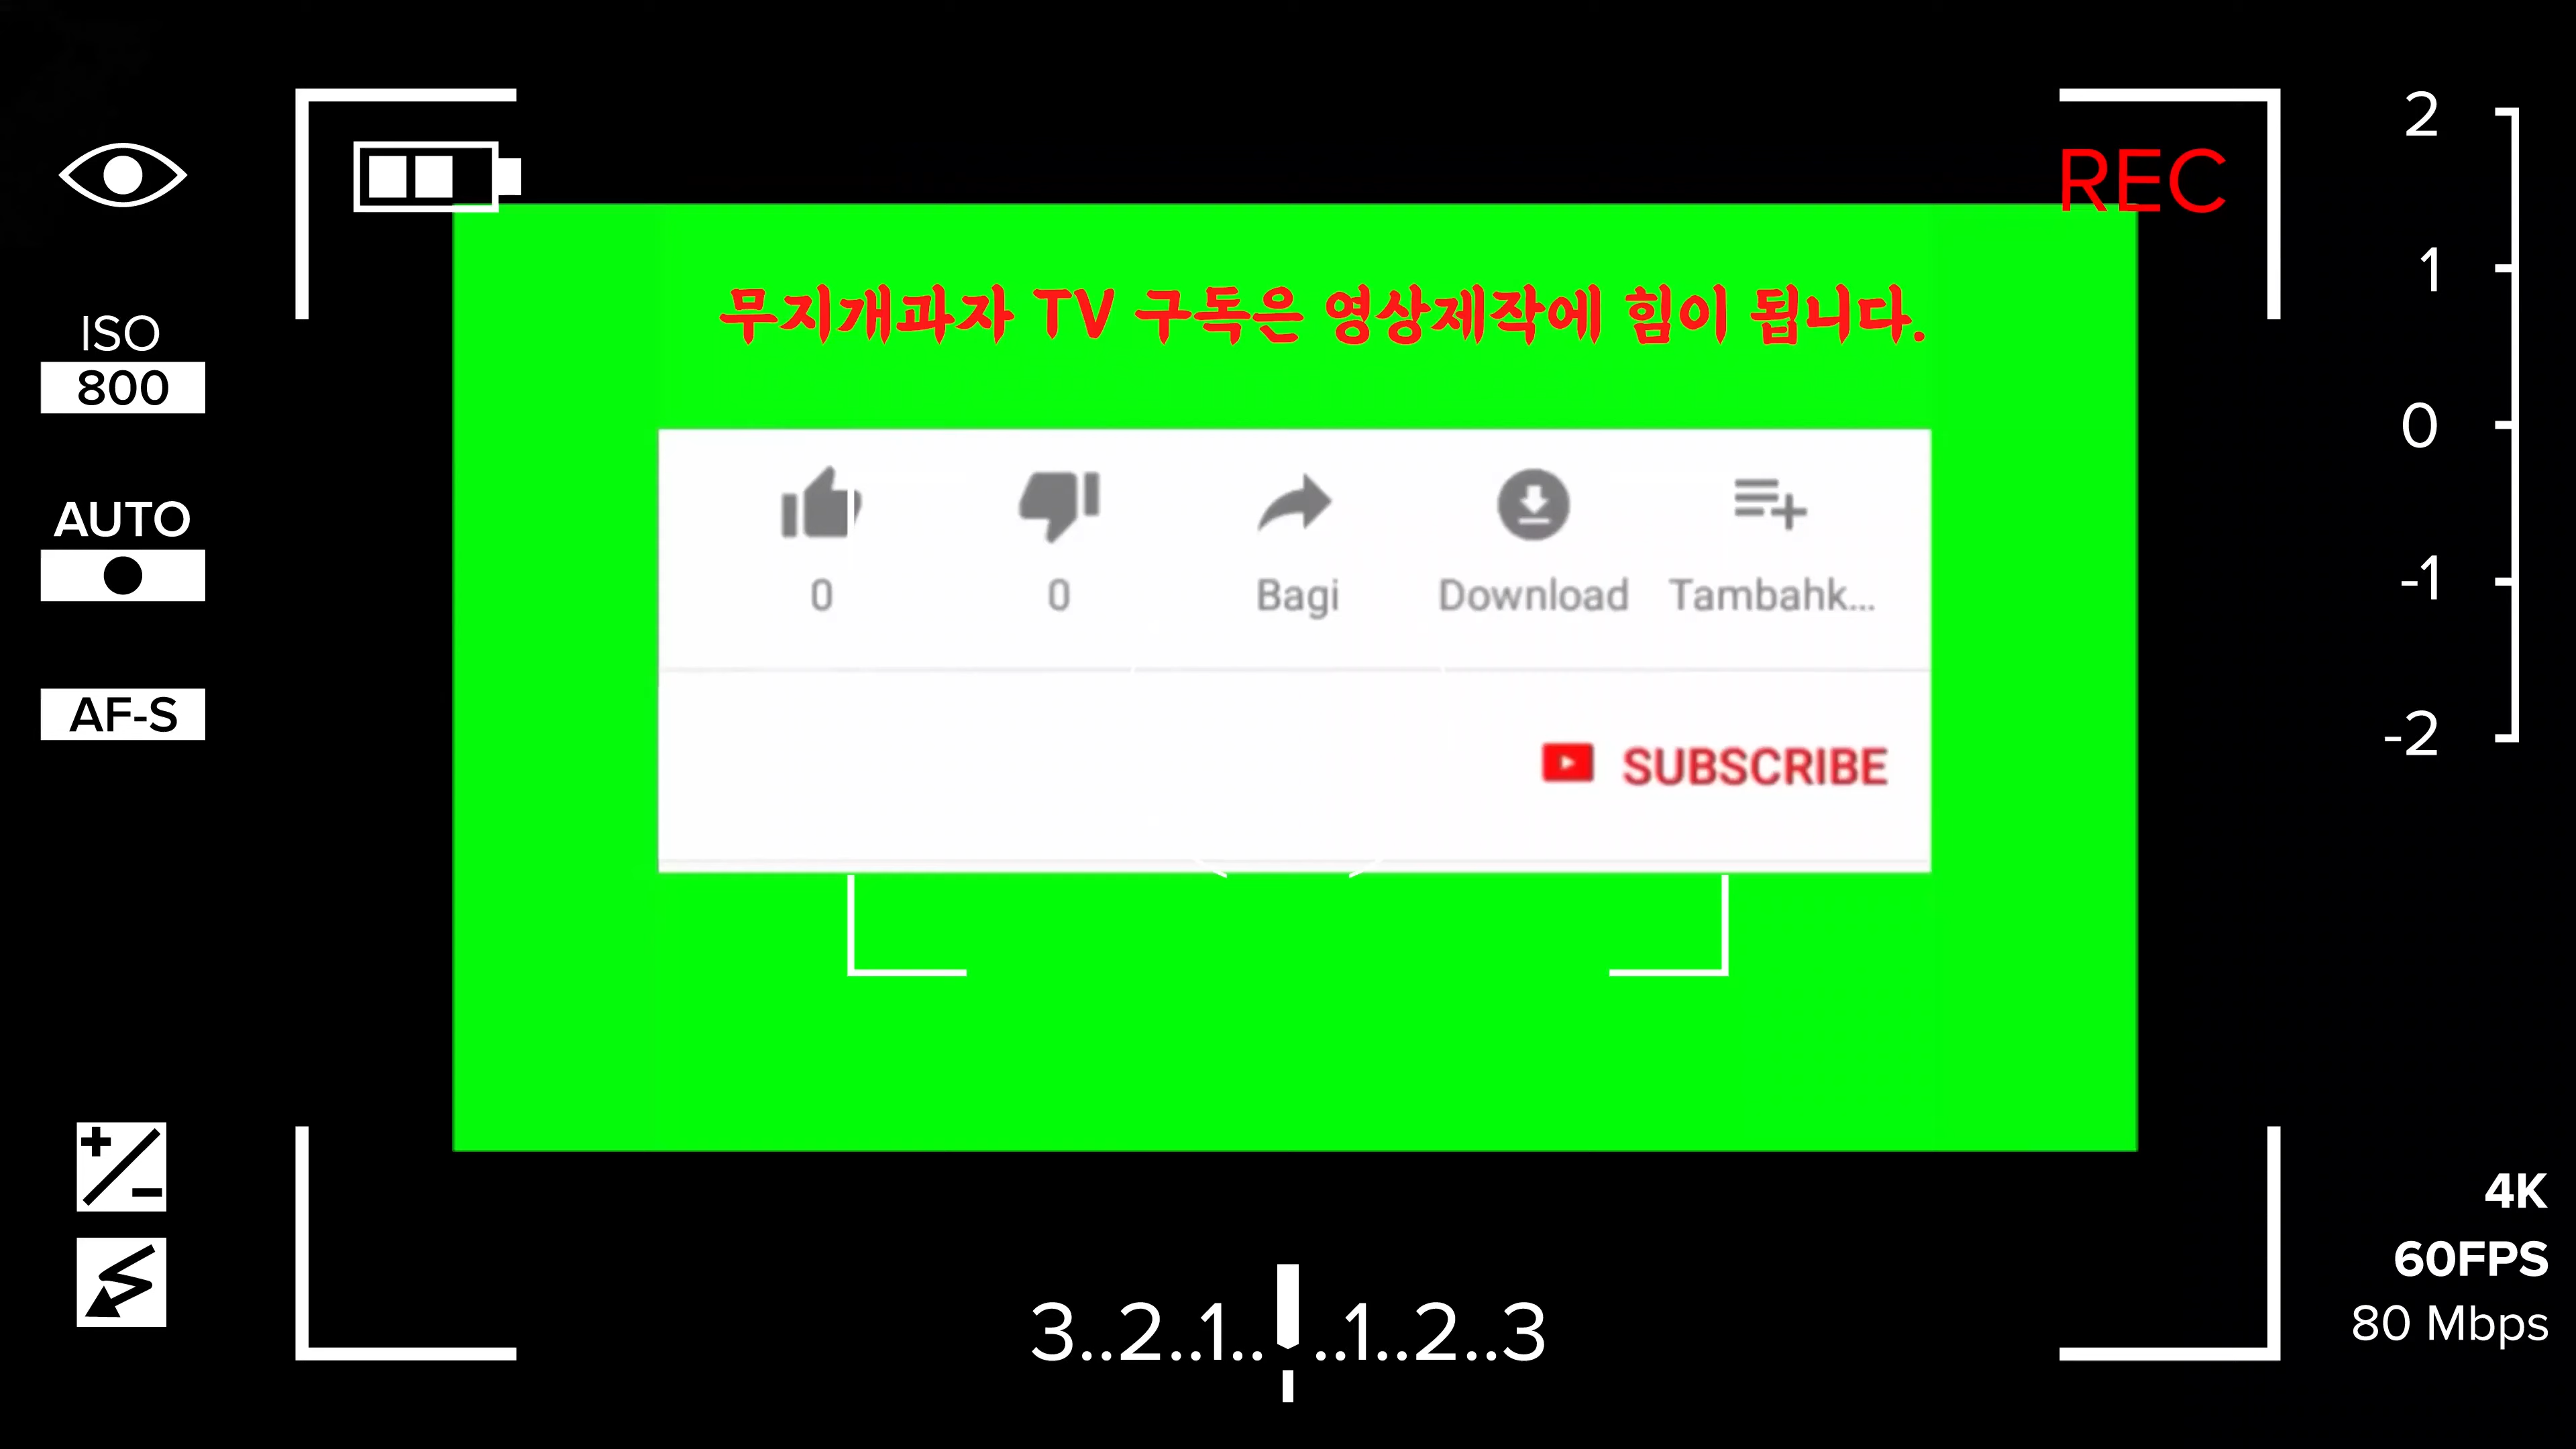 REC
2
1
0
-1
-2
ISO
800
AUTO
AF-S
무지개과자 TV 구독은 영상제작에 힘이 됩니다.
0 0 Bagi Download Tambahk...
SUBSCRIBE
4K
60FPS
80 Mbps
3..2..1.. ..1..2..3